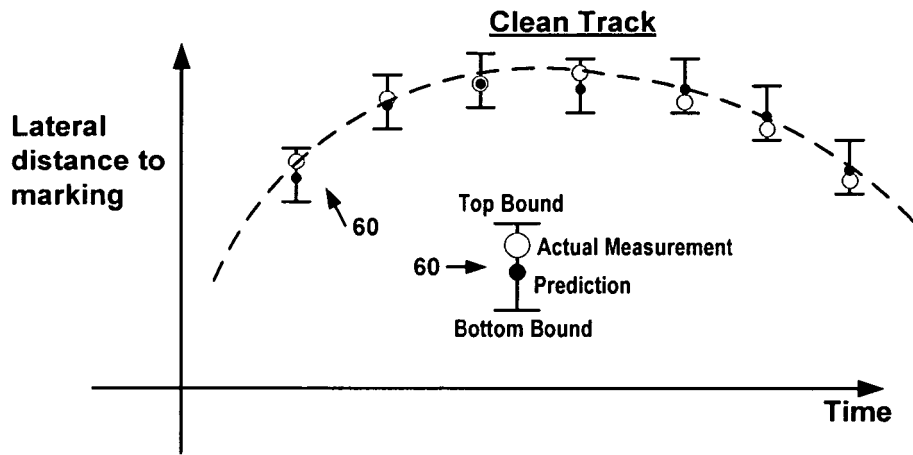 Clean Track
Lateral
distance to
marking
60
Top Bound
Actual Measurement
60
Prediction
Bottom Bound
Time